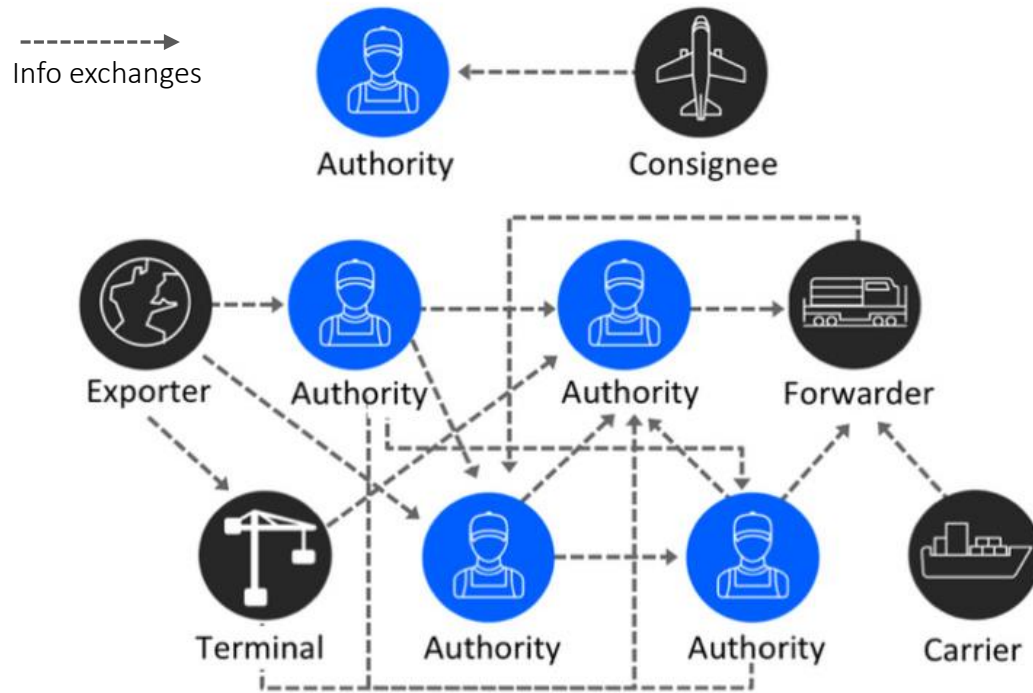 Info exchanges
Authority
Consignee
Exporter
Authority
Authority
Forwarder
Terminal
Authority
Authority
Carrier